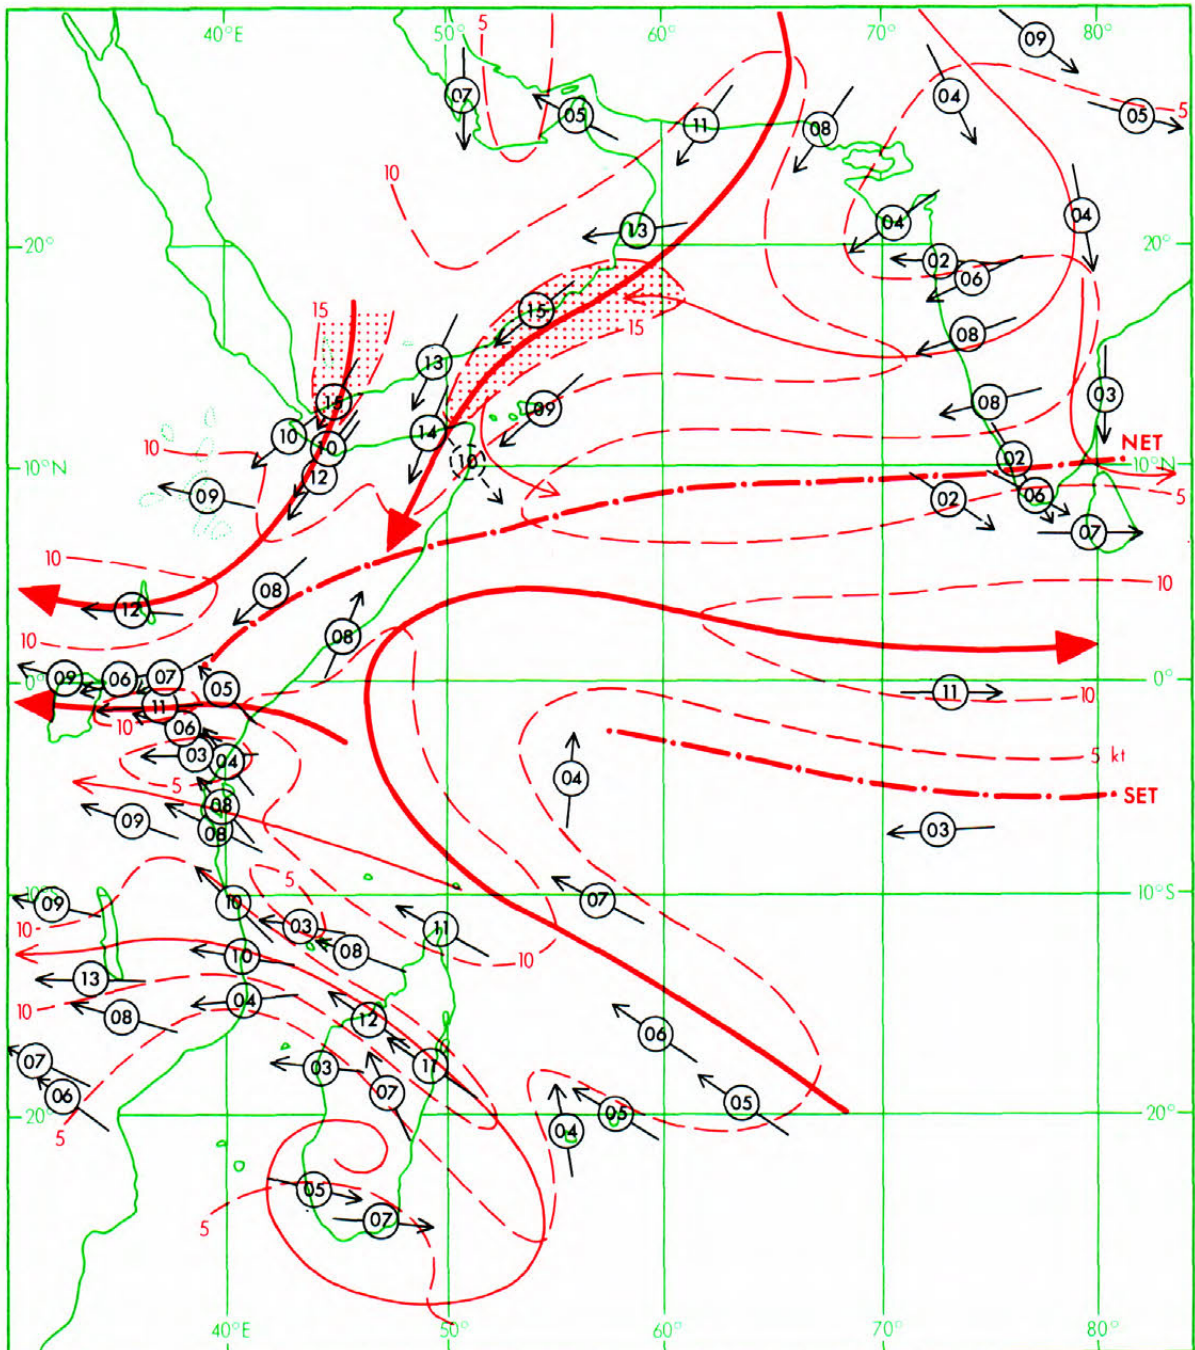 40°E 5 50° 60° 70° 09 80°
07 05 11 08 04 05 5
10
04 04
13
20° 20°
02 06
15 15 15 08
13
15 09 08 03
10 10 14
10 12 10 02 NET
10°N 10°N
09 02 06 5
07
10 08 10
12
10 08
09 06 07 05
0° 11 0°
11 10
10 06
03 04 04 5 kt
5
08 SET
09 08 03
10°S 10°S
09 10 5 07
10 03 11
10 08 10
13
10 08 04 12 06
07 03 11
06 07 05
20° 05 20°
5 04
05
5 07
40°E 50° 60° 70° 80°